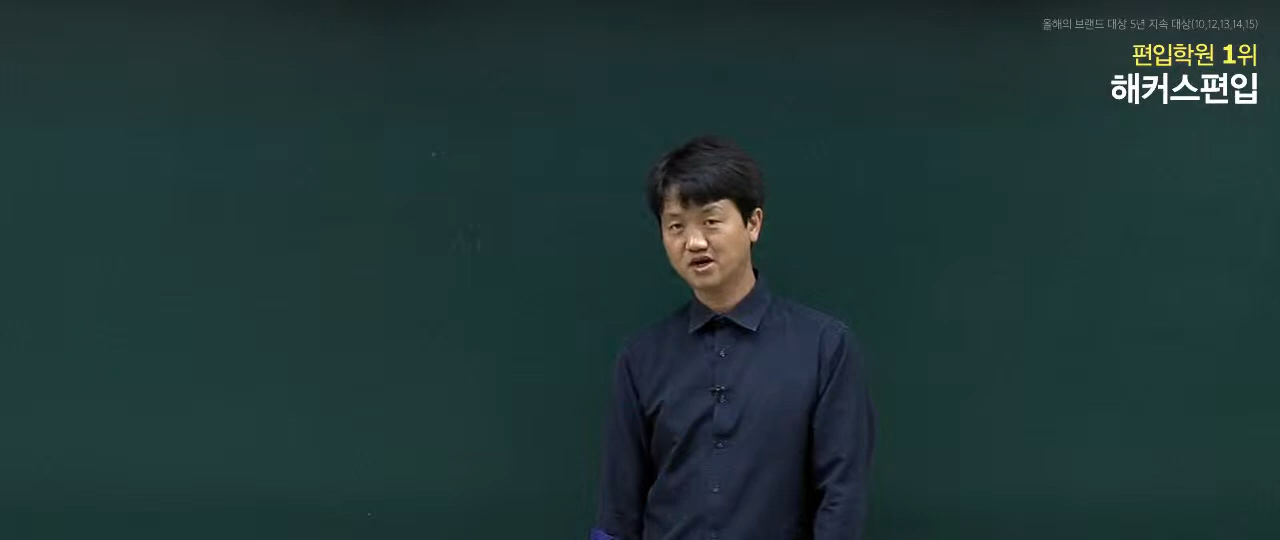 올해의 브랜드 대상 5년 지속 대상(10,12,13,14,15)
편입학원 1위
해커스편입